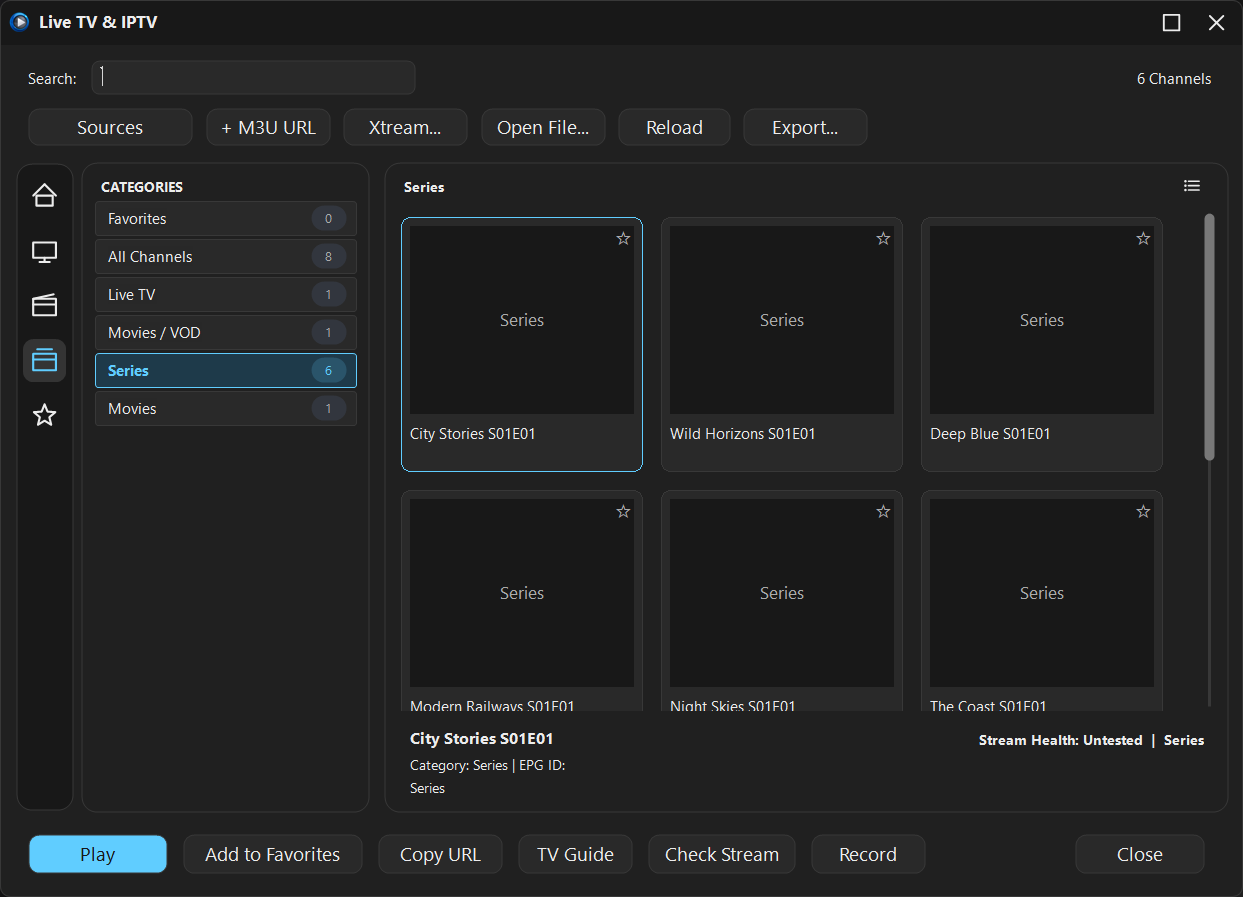 Live TV & IPTV
Search:
6 Channels
Sources
+ M3U URL
Xtream...
Open File...
Reload
Export...
CATEGORIES
Favorites 0
All Channels 8
Live TV 1
Movies / VOD 1
Series 6
Movies 1
Series
Series
City Stories S01E01
Series
Wild Horizons S01E01
Series
Deep Blue S01E01
Series
Modern Railways S01E01
Series
Night Skies S01E01
Series
The Coast S01E01
City Stories S01E01
Category: Series | EPG ID:
Series
Stream Health: Untested | Series
Play
Add to Favorites
Copy URL
TV Guide
Check Stream
Record
Close